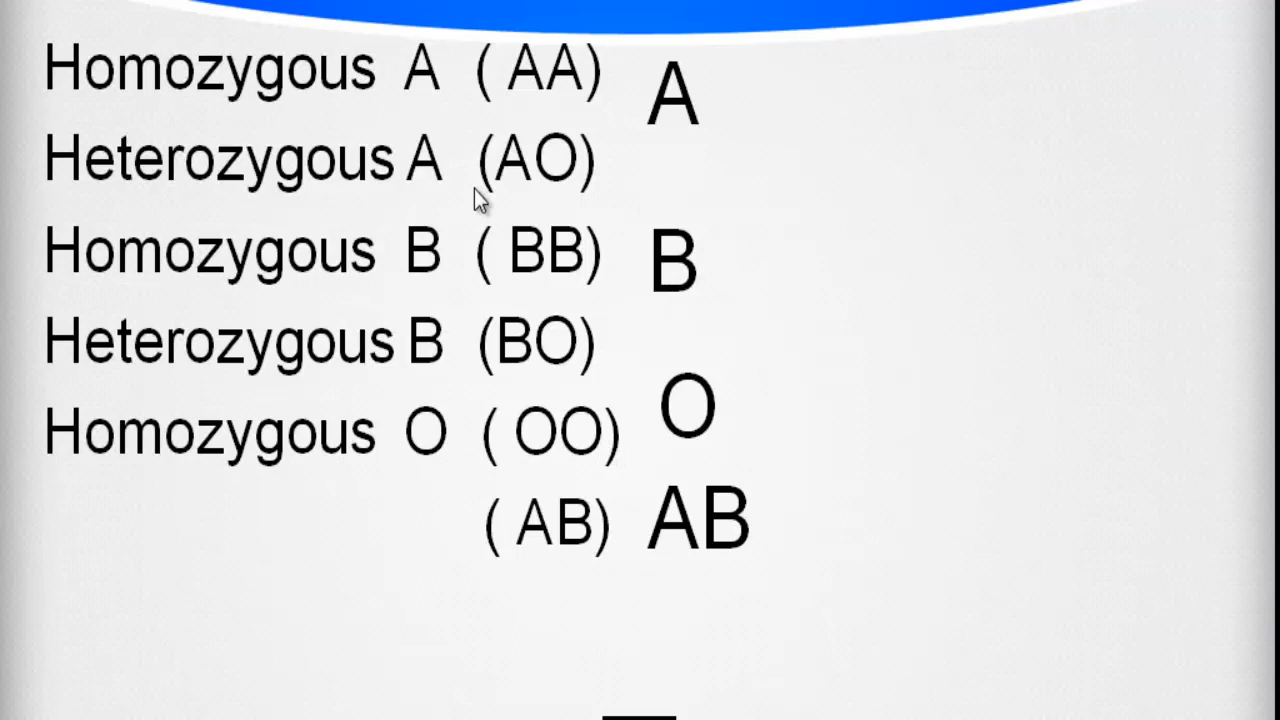 Homozygous A ( AA) A
Heterozygous A (AO)
Homozygous B ( BB) B
Heterozygous B (BO)
Homozygous O ( OO) O
( AB) AB